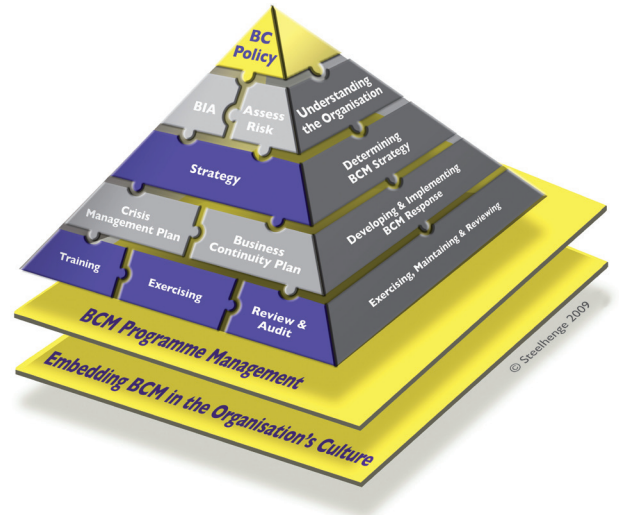 BC
Policy
BIA
Assess
Risk
Understanding
the Organisation
Strategy
Determining
BCM Strategy
Crisis
Management Plan
Business
Continuity Plan
Developing & Implementing
BCM Response
Training
Exercising
Review &
Audit
Exercising, Maintaining & Reviewing
BCM Programme Management
Embedding BCM in the Organisation's Culture
© Steelhenge 2009